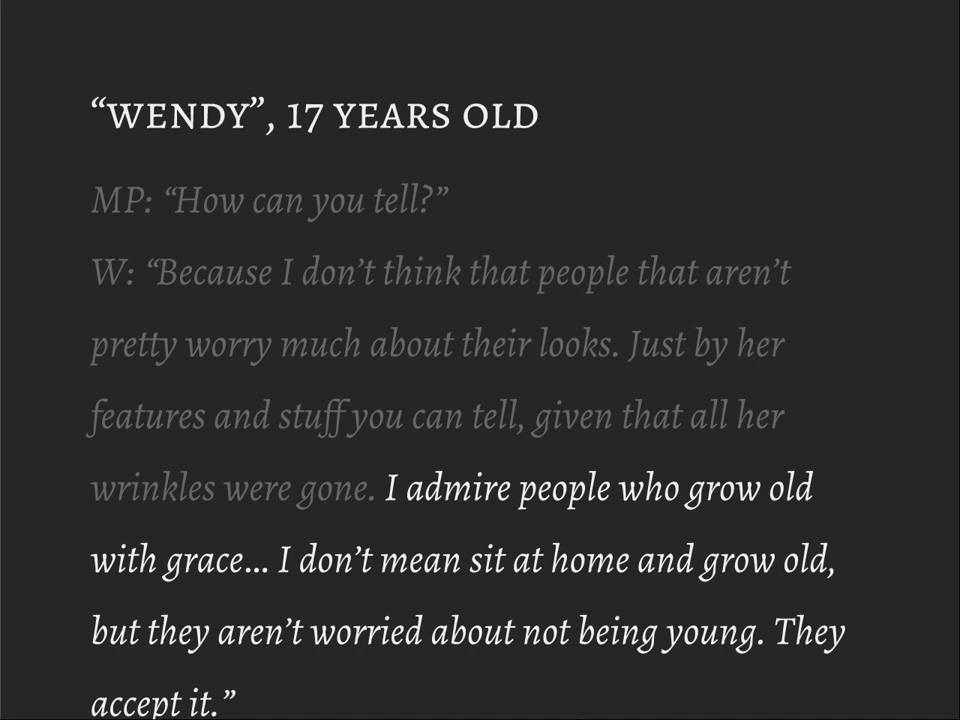 “WENDY”, 17 YEARS OLD
MP: “How can you tell?”
W: “Because I don’t think that people that aren’t
pretty worry much about their looks. Just by her
features and stuff you can tell, given that all her
wrinkles were gone. I admire people who grow old
with grace… I don’t mean sit at home and grow old,
but they aren’t worried about not being young. They
accept it.”